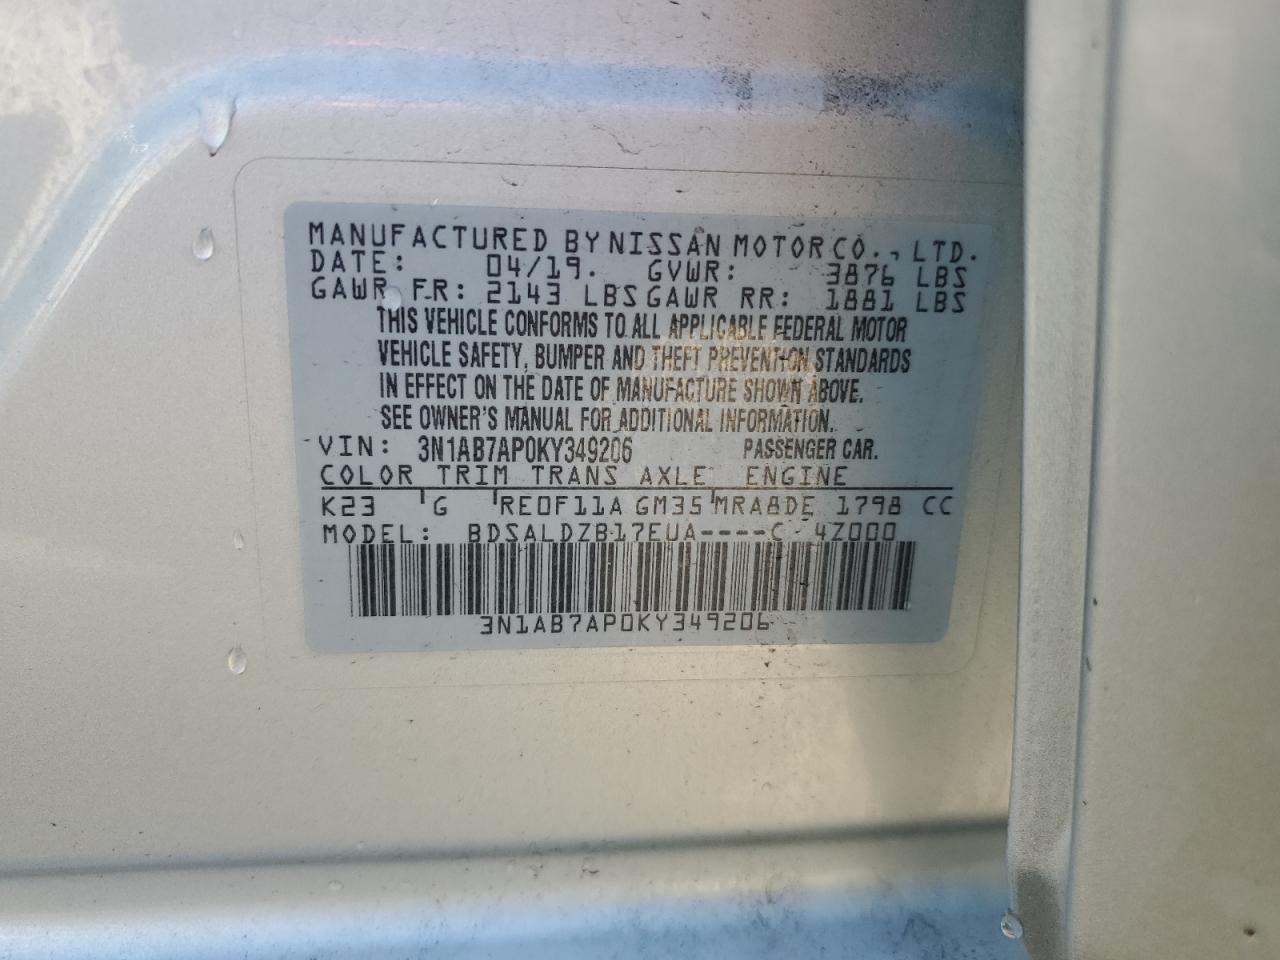 MANUFACTURED BY NISSAN MOTOR CO., LTD.
DATE: 04/19. GVWR: 3876 LBS
GAWR FR: 2143 LBS GAWR RR: 1881 LBS
THIS VEHICLE CONFORMS TO ALL APPLICABLE FEDERAL MOTOR
VEHICLE SAFETY, BUMPER AND THEFT PREVENTION STANDARDS
IN EFFECT ON THE DATE OF MANUFACTURE SHOWN ABOVE.
SEE OWNER'S MANUAL FOR ADDITIONAL INFORMATION.
VIN: 3N1AB7AP0KY349206 PASSENGER CAR.
COLOR TRIM TRANS AXLE ENGINE
K23 G RE0F11A GM35 MRA8DE 1798 CC
MODEL: BDSALDZB17EUA----C 4Z000
3N1AB7AP0KY349206